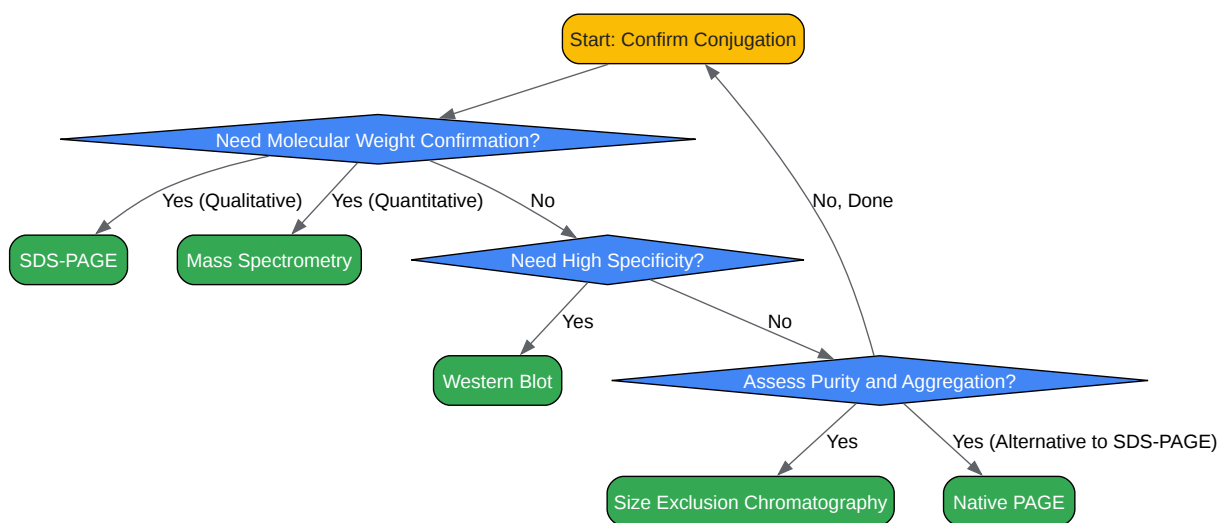 Start: Confirm Conjugation
Need Molecular Weight Confirmation?
Yes (Qualitative)
Yes (Quantitative)
No
No, Done
SDS-PAGE
Mass Spectrometry
Need High Specificity?
Yes
No
Western Blot
Assess Purity and Aggregation?
Yes
Yes (Alternative to SDS-PAGE)
Size Exclusion Chromatography
Native PAGE